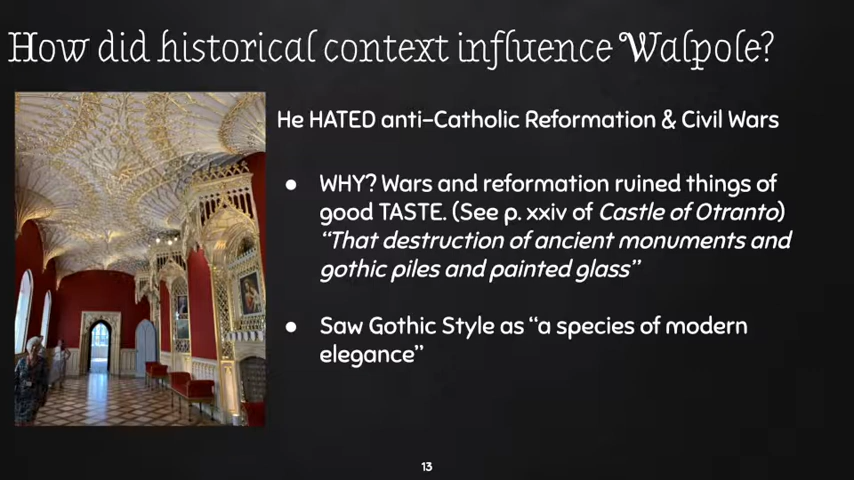 How did historical context influence Walpole?
He HATED anti-Catholic Reformation & Civil Wars
● WHY? Wars and reformation ruined things of
good TASTE. (See p. xxiv of Castle of Otranto)
“That destruction of ancient monuments and
gothic piles and painted glass”
● Saw Gothic Style as “a species of modern
elegance”
13